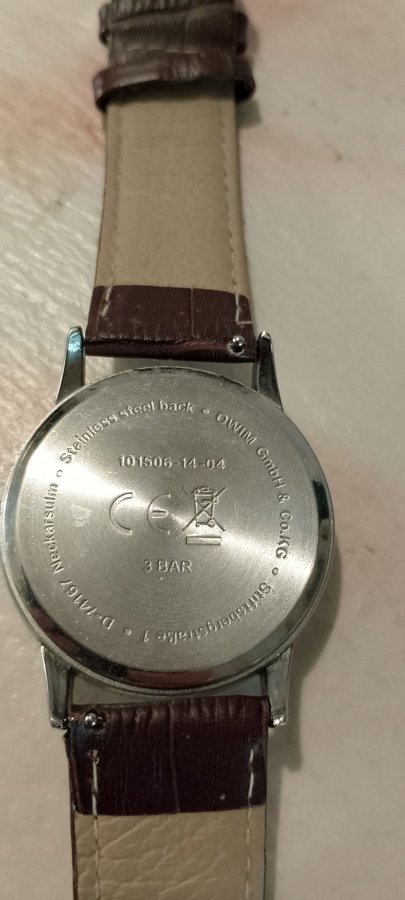 Stainless steel back • OWIM GmbH & Co.KG • Stiftsbergstraße 1 • D-74167 Neckarsulm •
101506-14-04
CE
3 BAR